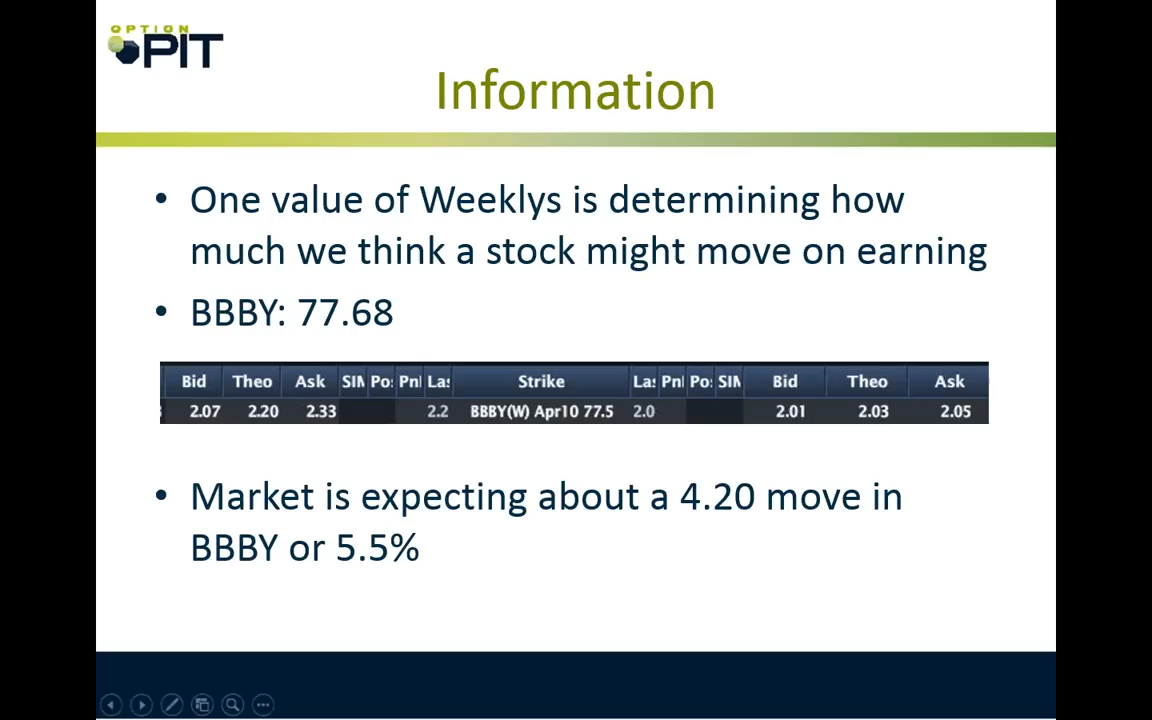 OPTION
PIT
Information
• One value of Weeklys is determining how
much we think a stock might move on earning
• BBBY: 77.68
Bid Theo Ask SIM Po: Pnl La: Strike La: Pnl Po: SIM Bid Theo Ask
2.07 2.20 2.33 2.2 BBBY(W) Apr10 77.5 2.0 2.01 2.03 2.05
• Market is expecting about a 4.20 move in
BBBY or 5.5%